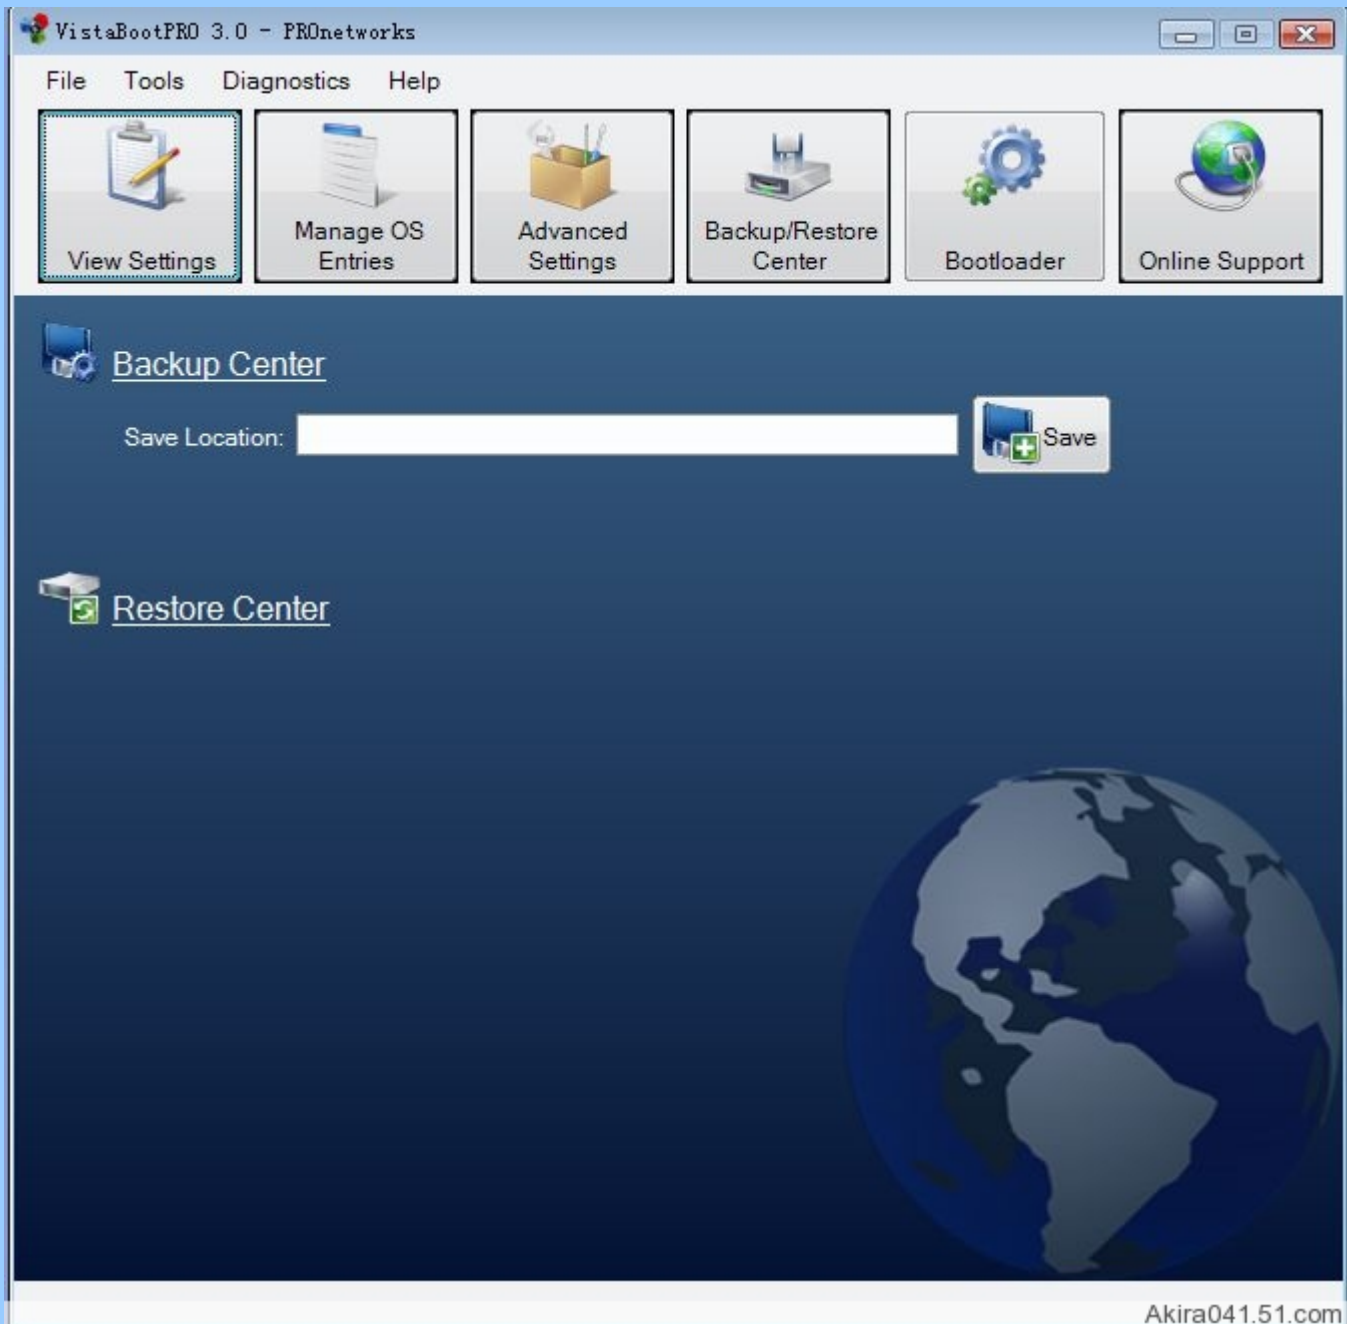 VistaBootPRO 3.0 - PROnetworks
File Tools Diagnostics Help
View Settings
Manage OS
Entries
Advanced
Settings
Backup/Restore
Center
Bootloader
Online Support
Backup Center
Save Location:
Save
Restore Center
Akira041.51.com